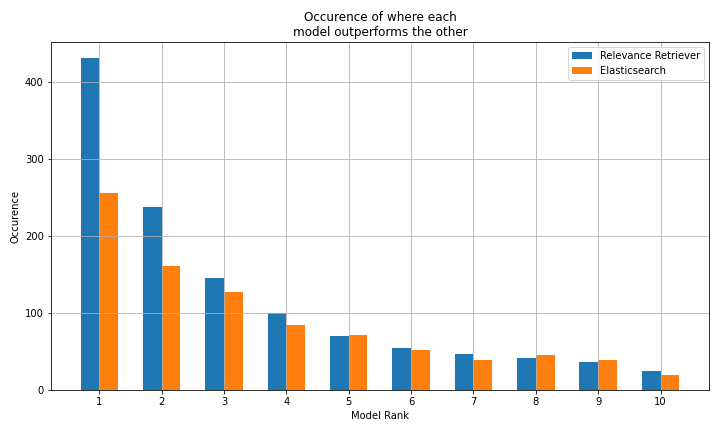 Occurence of where each
model outperforms the other
Relevance Retriever
Elasticsearch
Occurence
400
300
200
100
0
1 2 3 4 5 6 7 8 9 10
Model Rank